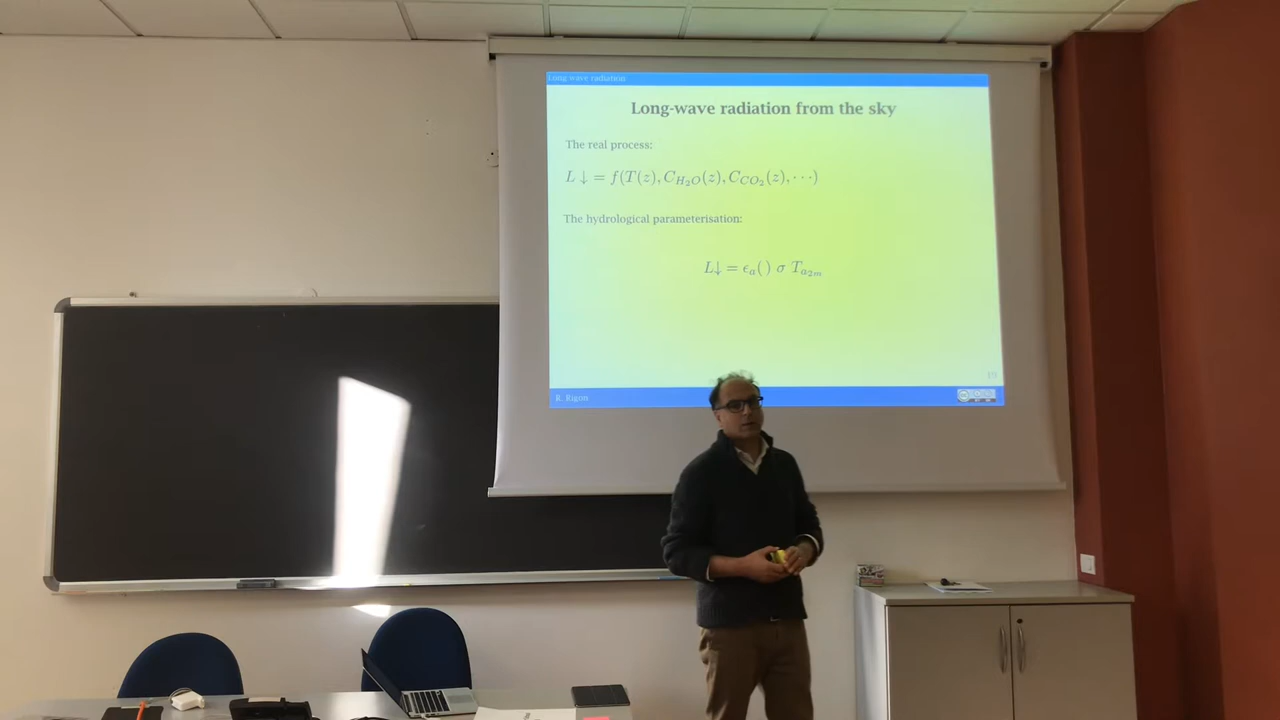 Long wave radiation
Long-wave radiation from the sky
The real process:
L ↓ = f(T(z), C_{H_2O}(z), C_{CO_2}(z), ⋯)
The hydrological parameterisation:
L↓ = ϵ_a( ) σ T_{a_{2m}}
R. Rigon